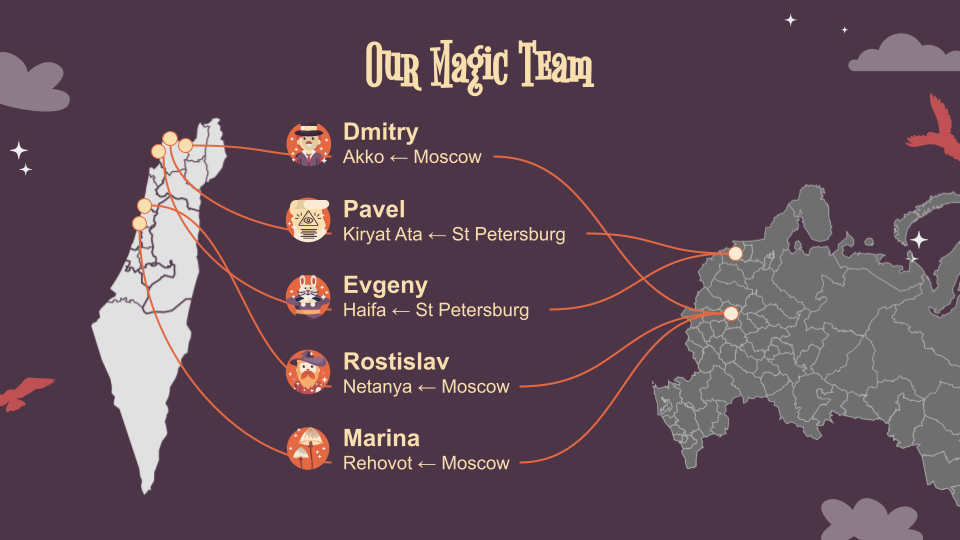 Our Magic Team
Dmitry
Akko ← Moscow
Pavel
Kiryat Ata ← St Petersburg
Evgeny
Haifa ← St Petersburg
Rostislav
Netanya ← Moscow
Marina
Rehovot ← Moscow